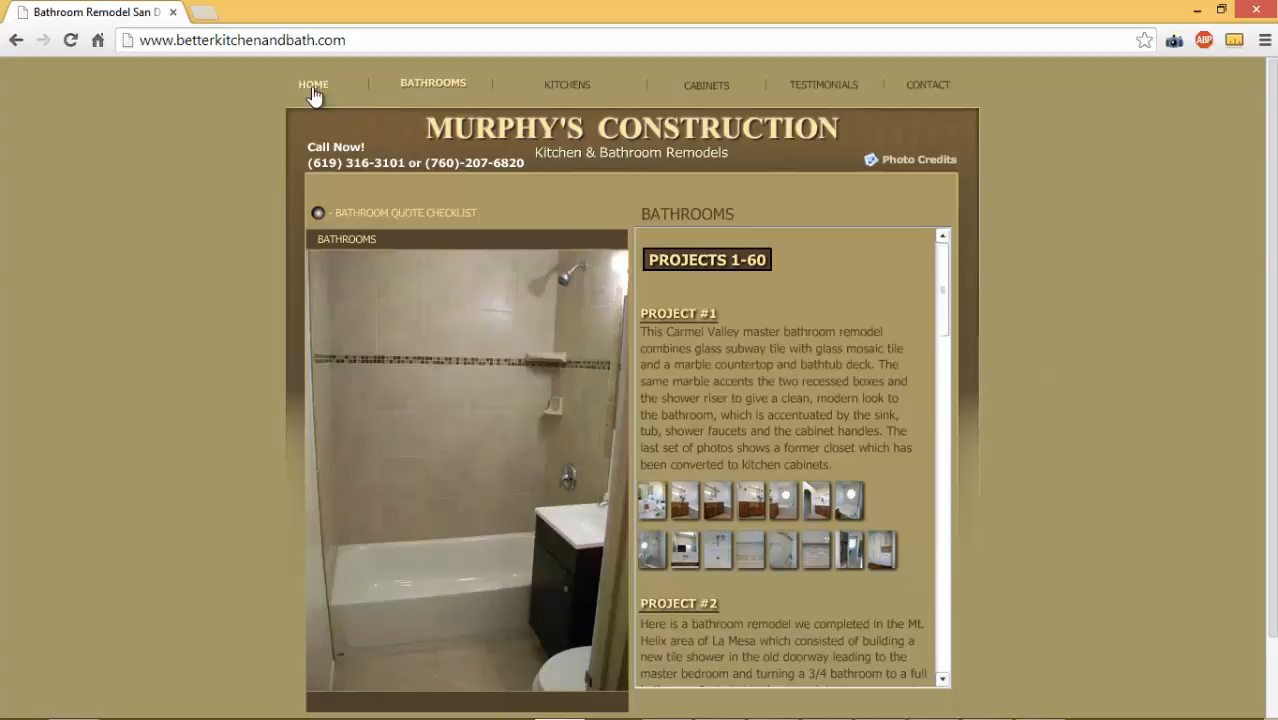 Bathroom Remodel San D
www.betterkitchenandbath.com
ABP
HOME | BATHROOMS | KITCHENS | CABINETS | TESTIMONIALS | CONTACT
MURPHY'S CONSTRUCTION
Kitchen & Bathroom Remodels
Call Now!
(619) 316-3101 or (760)-207-6820
Photo Credits
- BATHROOM QUOTE CHECKLIST
BATHROOMS
BATHROOMS
PROJECTS 1-60
PROJECT #1
This Carmel Valley master bathroom remodel
combines glass subway tile with glass mosaic tile
and a marble countertop and bathtub deck. The
same marble accents the two recessed boxes and
the shower riser to give a clean, modern look to
the bathroom, which is accentuated by the sink,
tub, shower faucets and the cabinet handles. The
last set of photos shows a former closet which has
been converted to kitchen cabinets.
PROJECT #2
Here is a bathroom remodel we completed in the Mt.
Helix area of La Mesa which consisted of building a
new tile shower in the old doorway leading to the
master bedroom and turning a 3/4 bathroom to a full